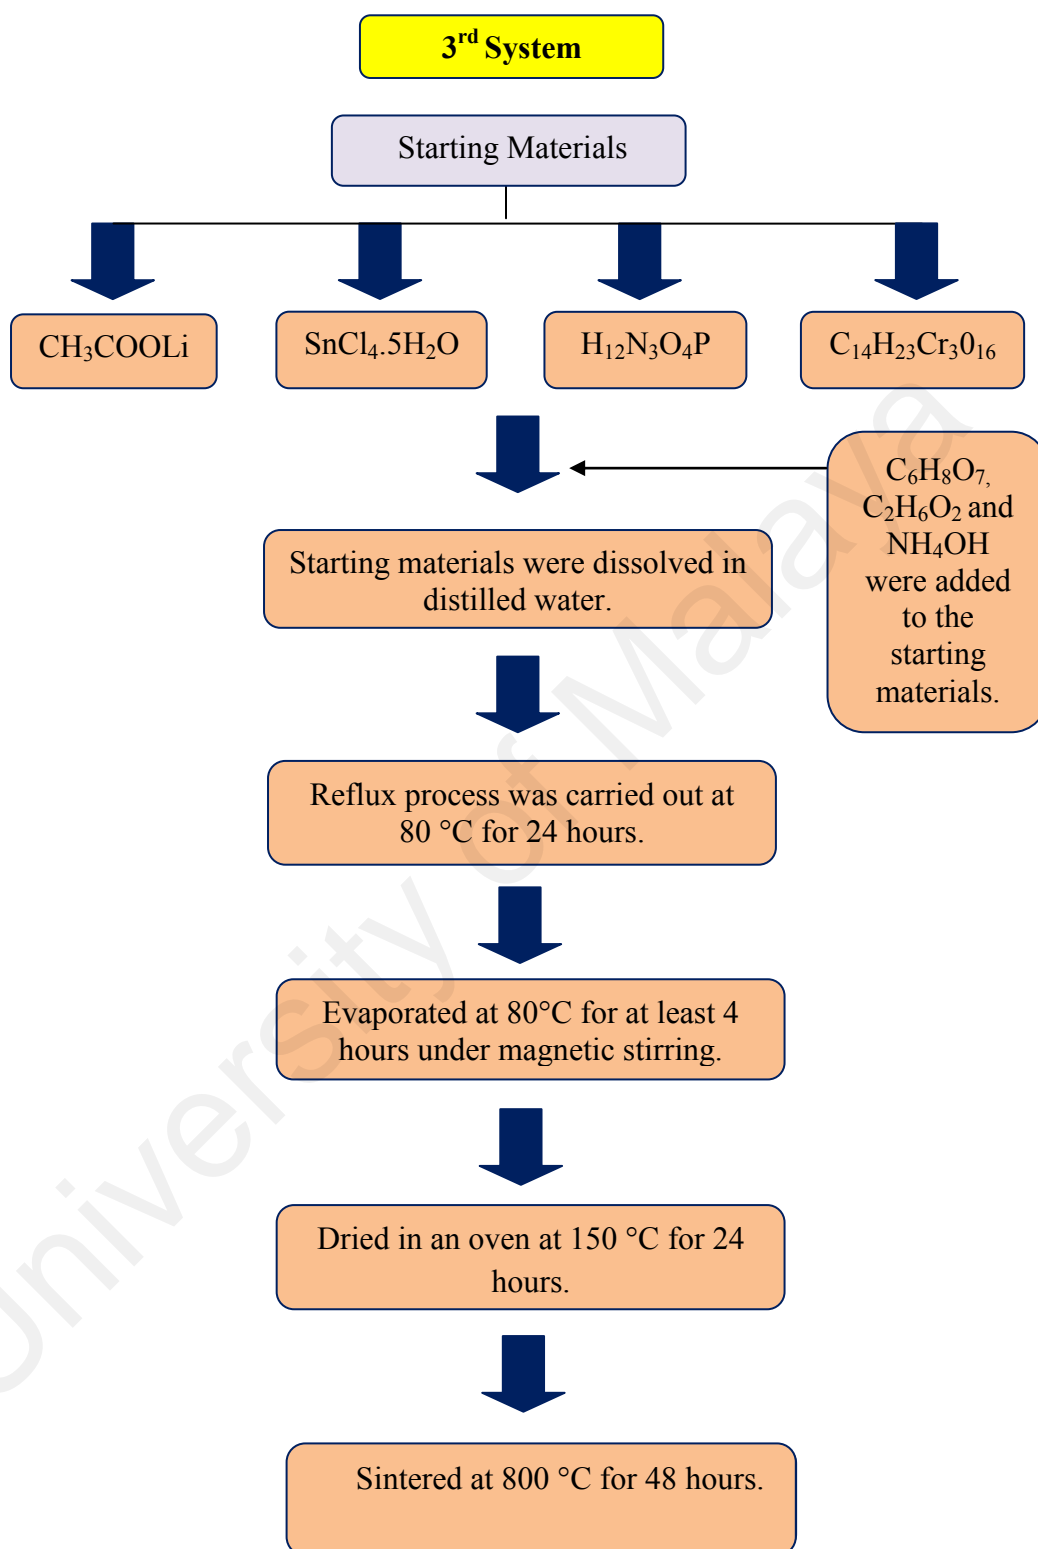 3rd System
Starting Materials
CH₃COOLi
SnCl₄.5H₂O
H₁₂N₃O₄P
C₁₄H₂₃Cr₃0₁₆
C₆H₈O₇,
C₂H₆O₂ and
NH₄OH
were added
to the
starting
materials.
Starting materials were dissolved in
distilled water.
Reflux process was carried out at
80 °C for 24 hours.
Evaporated at 80°C for at least 4
hours under magnetic stirring.
Dried in an oven at 150 °C for 24
hours.
Sintered at 800 °C for 48 hours.
University of Malaya